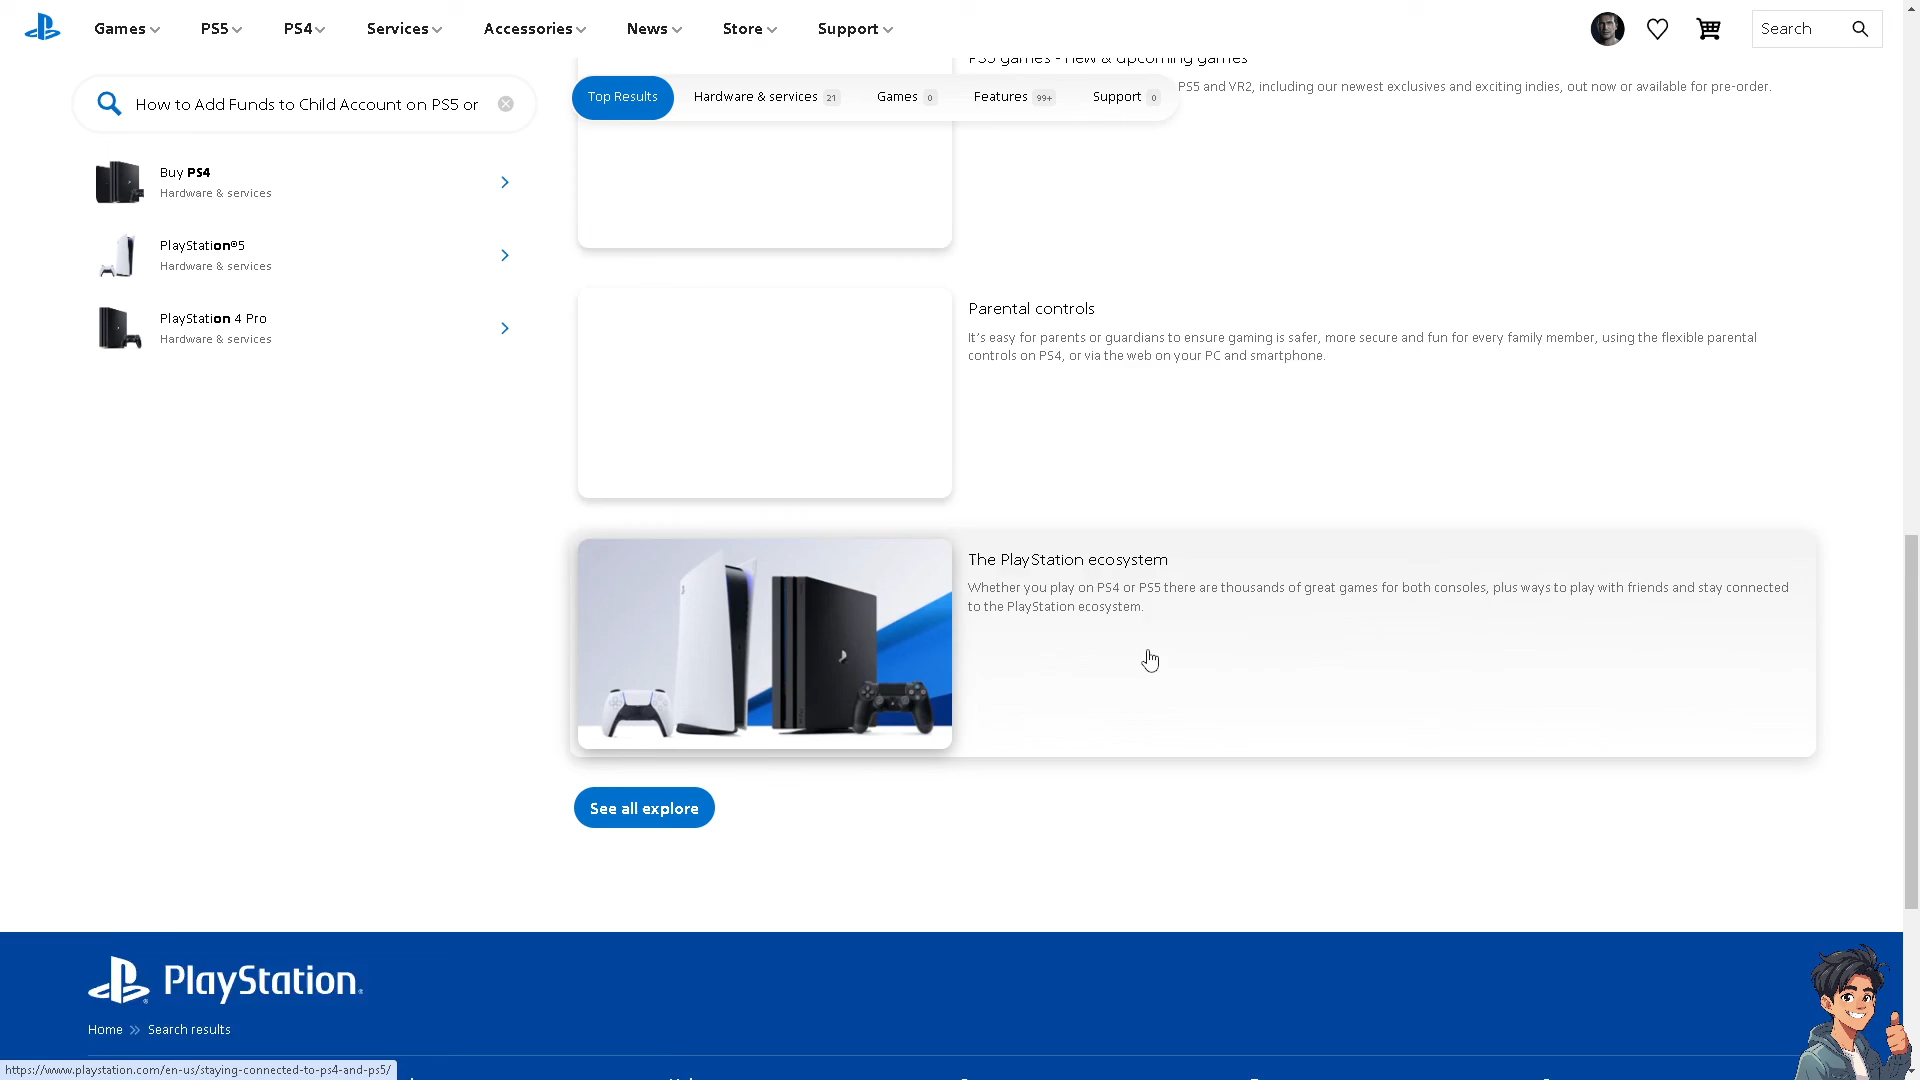 Games
PS5
PS4
Services
Accessories
News
Store
Support
Search
PS5 games - new & upcoming games
How to Add Funds to Child Account on PS5 or
Top Results
Hardware & services 21
Games 0
Features 99+
Support 0
PS5 and VR2, including our newest exclusives and exciting indies, out now or available for pre-order.
Buy PS4
Hardware & services
PlayStation®5
Hardware & services
PlayStation 4 Pro
Hardware & services
Parental controls
It's easy for parents or guardians to ensure gaming is safer, more secure and fun for every family member, using the flexible parental
controls on PS4, or via the web on your PC and smartphone.
The PlayStation ecosystem
Whether you play on PS4 or PS5 there are thousands of great games for both consoles, plus ways to play with friends and stay connected
to the PlayStation ecosystem.
See all explore
PlayStation®
Home >> Search results
https://www.playstation.com/en-us/staying-connected-to-ps4-and-ps5/